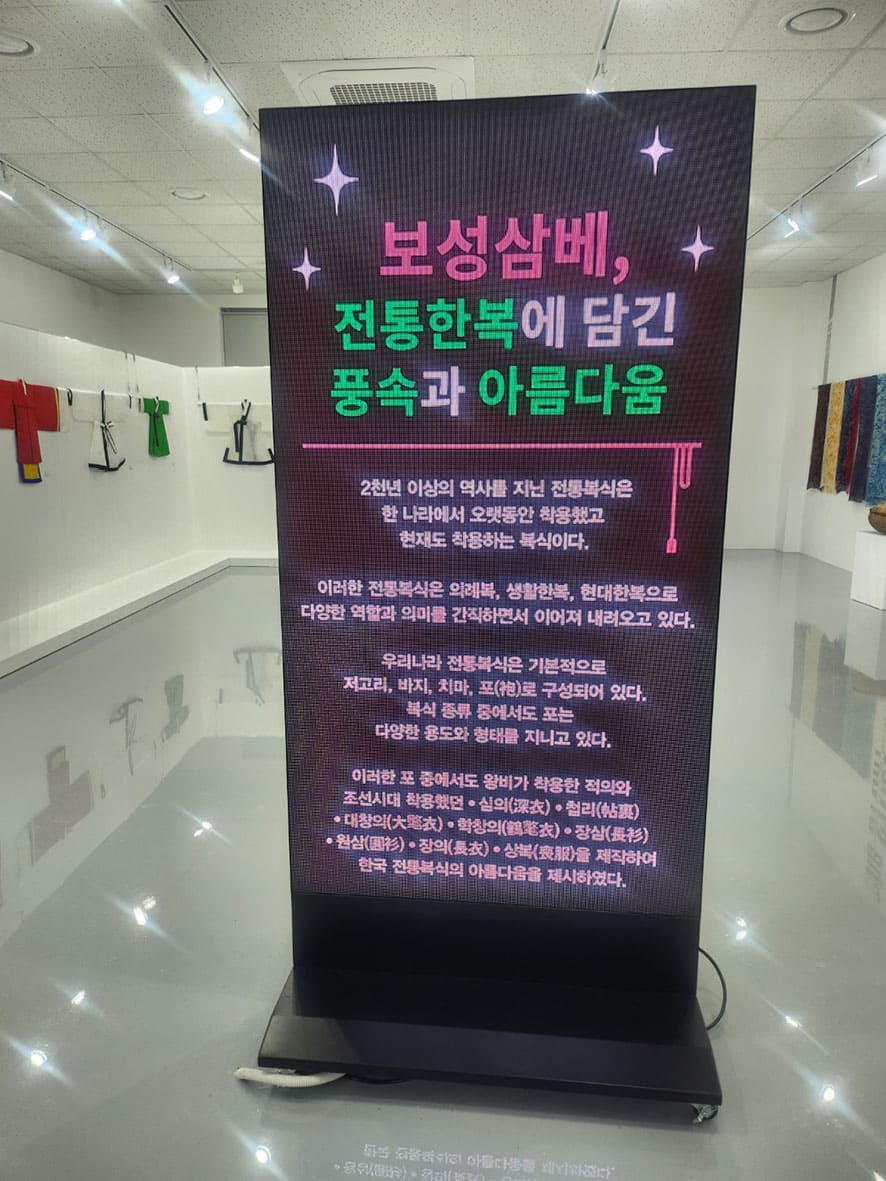 보성삼베,
전통한복에 담긴
풍속과 아름다움
2천년 이상의 역사를 지닌 전통복식은
한 나라에서 오랫동안 착용했고
현재도 착용하는 복식이다.
이러한 전통복식은 의례복, 생활한복, 현대한복으로
다양한 역할과 의미를 간직하면서 이어져 내려오고 있다.
우리나라 전통복식은 기본적으로
저고리, 바지, 치마, 포(袍)로 구성되어 있다.
복식 종류 중에서도 포는
다양한 용도와 형태를 지니고 있다.
이러한 포 중에서도 왕비가 착용한 적의와
조선시대 착용했던 • 심의(深衣) • 첩리(帖裏)
• 대창의(大氅衣) • 학창의(鶴氅衣) • 장삼(長衫)
• 원삼(圓衫) • 장의(長衣) • 상복(喪服)을 제작하여
한국 전통복식의 아름다움을 제시하였다.